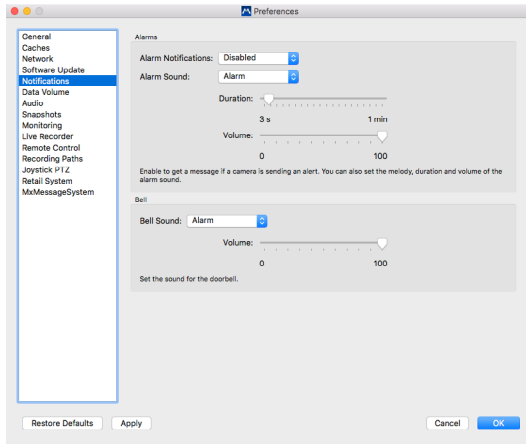 Preferences
General
Caches
Network
Software Update
Notifications
Data Volume
Audio
Snapshots
Monitoring
Live Recorder
Remote Control
Recording Paths
Joystick PTZ
Retail System
MxMessageSystem
Alarms
Alarm Notifications: Disabled
Alarm Sound: Alarm
Duration:
3 s 1 min
Volume:
0 100
Enable to get a message if a camera is sending an alert. You can also set the melody, duration and volume of the
alarm sound.
Bell
Bell Sound: Alarm
Volume:
0 100
Set the sound for the doorbell.
Restore Defaults Apply Cancel OK